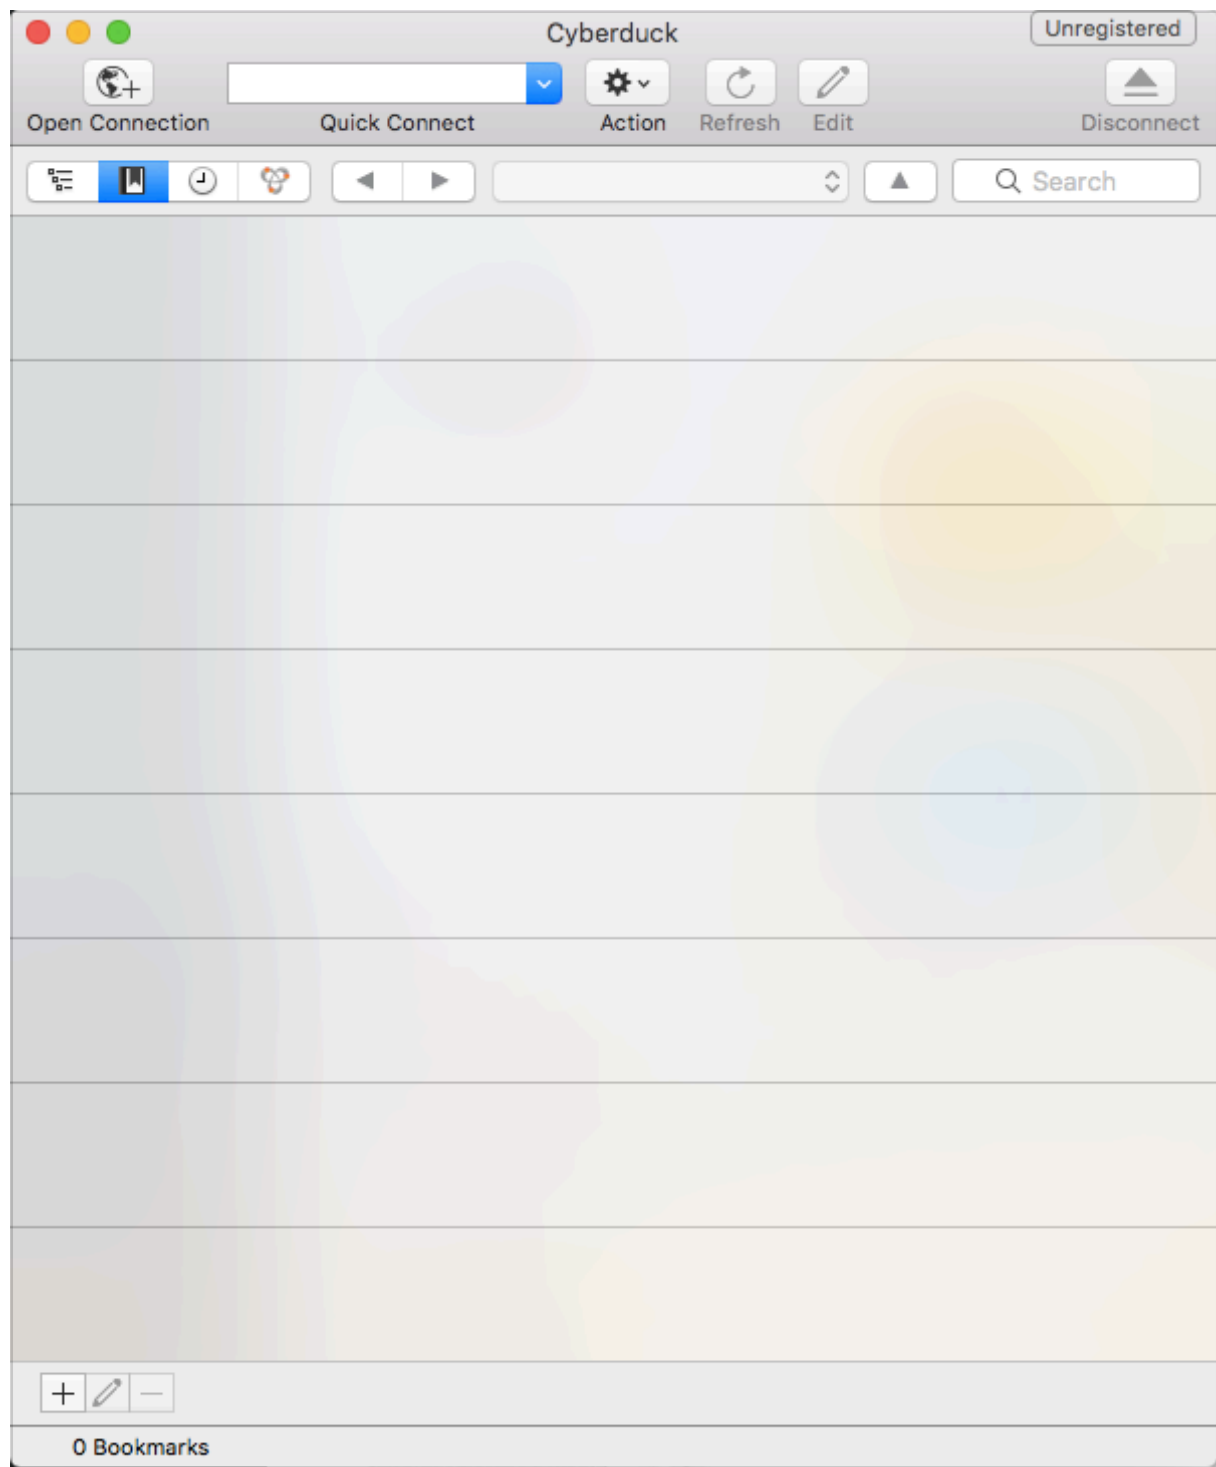 Cyberduck
Unregistered
Open Connection
Quick Connect
Action
Refresh
Edit
Disconnect
Search
0 Bookmarks